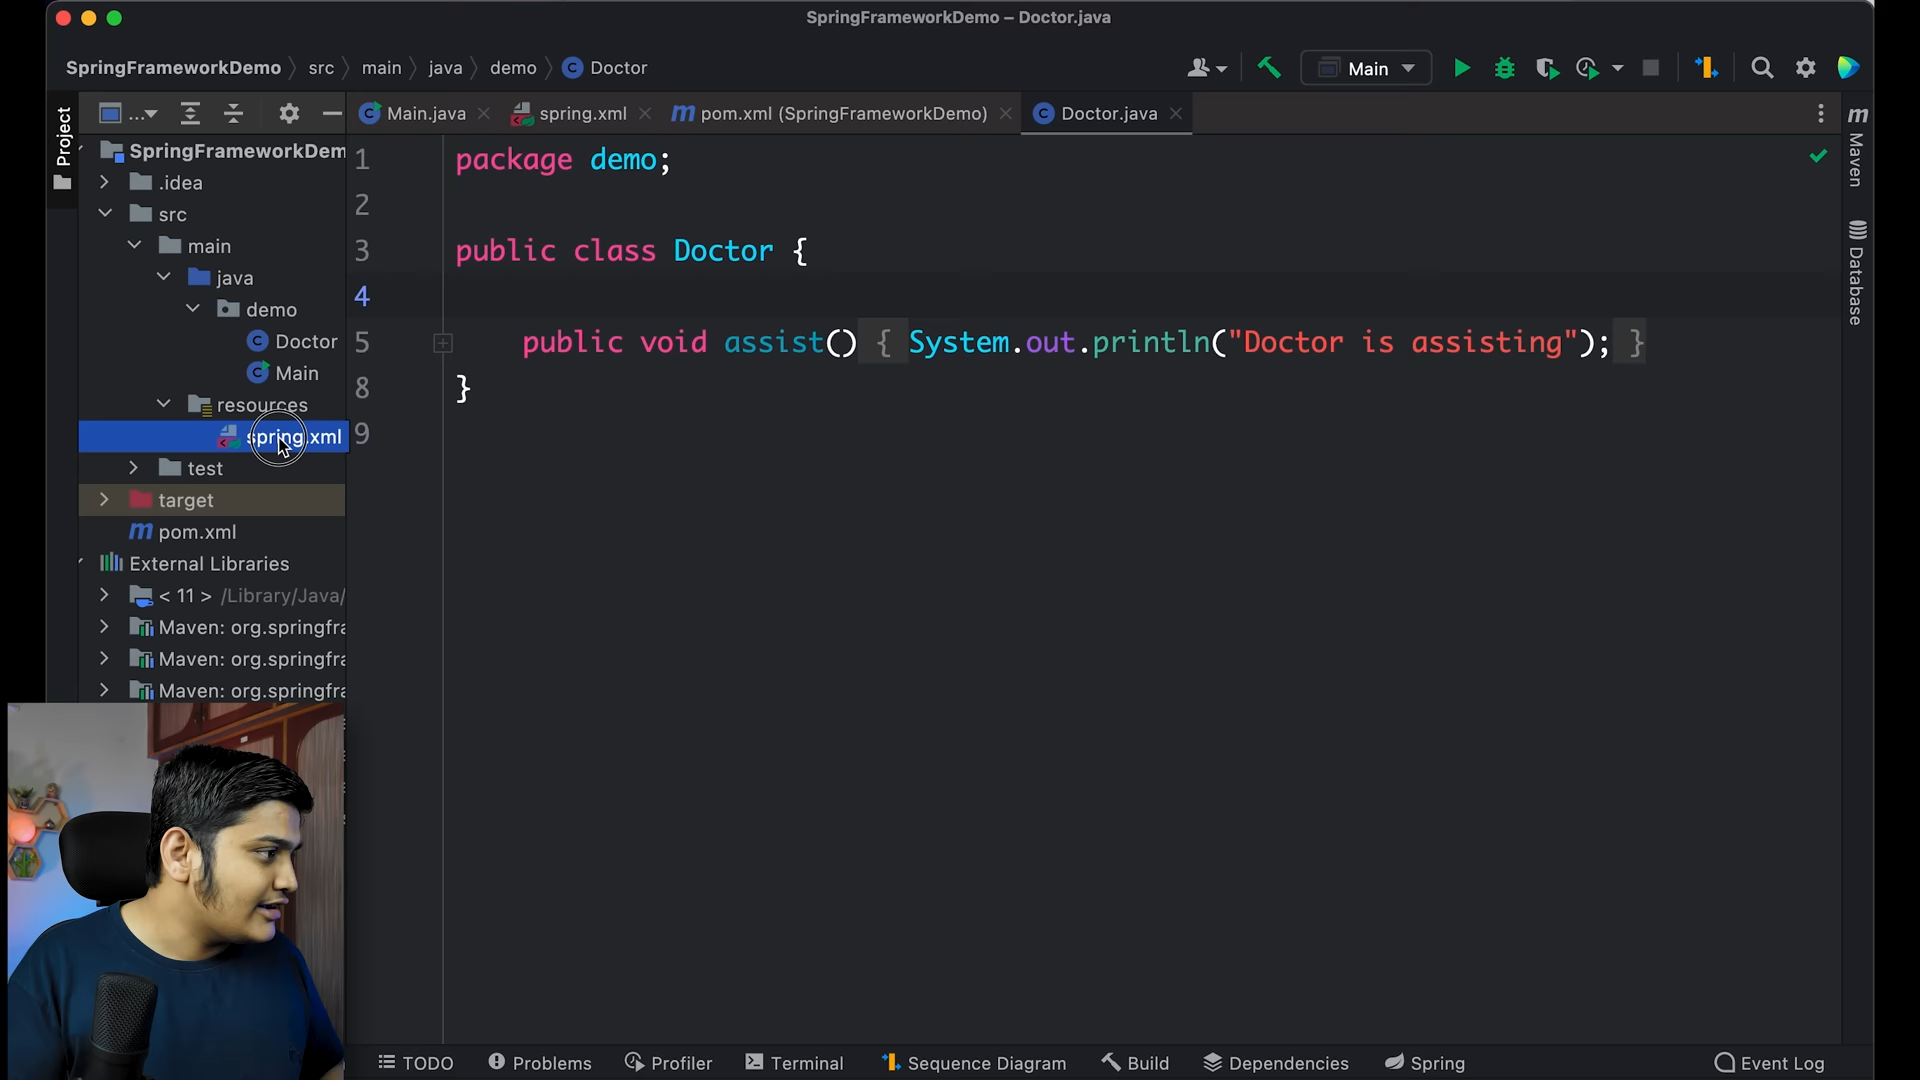 SpringFrameworkDemo – Doctor.java
SpringFrameworkDemo 〉 src 〉 main 〉 java 〉 demo 〉 Doctor
Main
Project
...
Main.java
spring.xml
pom.xml (SpringFrameworkDemo)
Doctor.java
Maven
Database
SpringFrameworkDem
.idea
src
main
java
demo
Doctor
Main
resources
spring.xml
test
target
pom.xml
External Libraries
< 11 > /Library/Java/
Maven: org.springfra
Maven: org.springfra
Maven: org.springfra
1 package demo;
2
3 public class Doctor {
4
5 public void assist() { System.out.println("Doctor is assisting"); }
8 }
9
TODO
Problems
Profiler
Terminal
Sequence Diagram
Build
Dependencies
Spring
Event Log